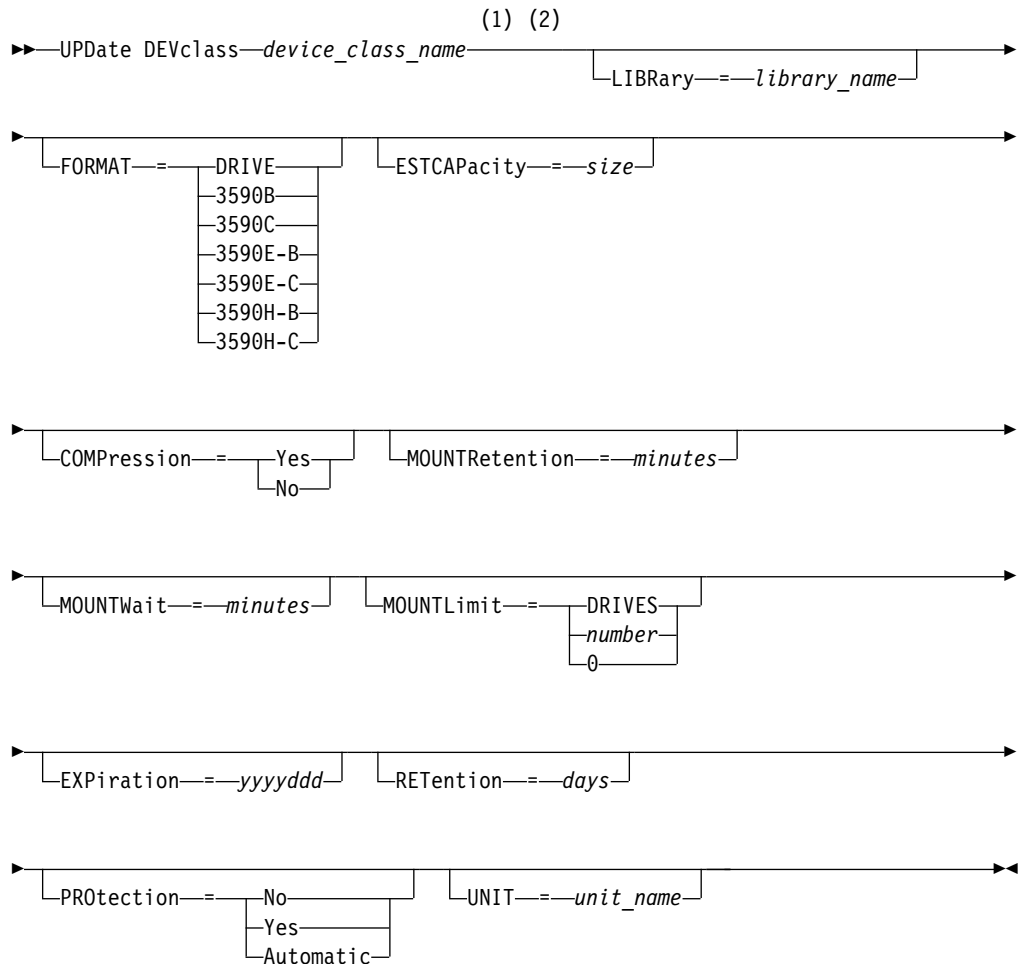 (1) (2)
UPDate DEVclass device_class_name
LIBRary = library_name
FORMAT = DRIVE
3590B
3590C
3590E-B
3590E-C
3590H-B
3590H-C
ESTCAPacity = size
COMPression = Yes
No
MOUNTRetention = minutes
MOUNTWait = minutes
MOUNTLimit = DRIVES
number
0
EXPiration = yyyyddd
RETention = days
PROtection = No
Yes
Automatic
UNIT = unit_name